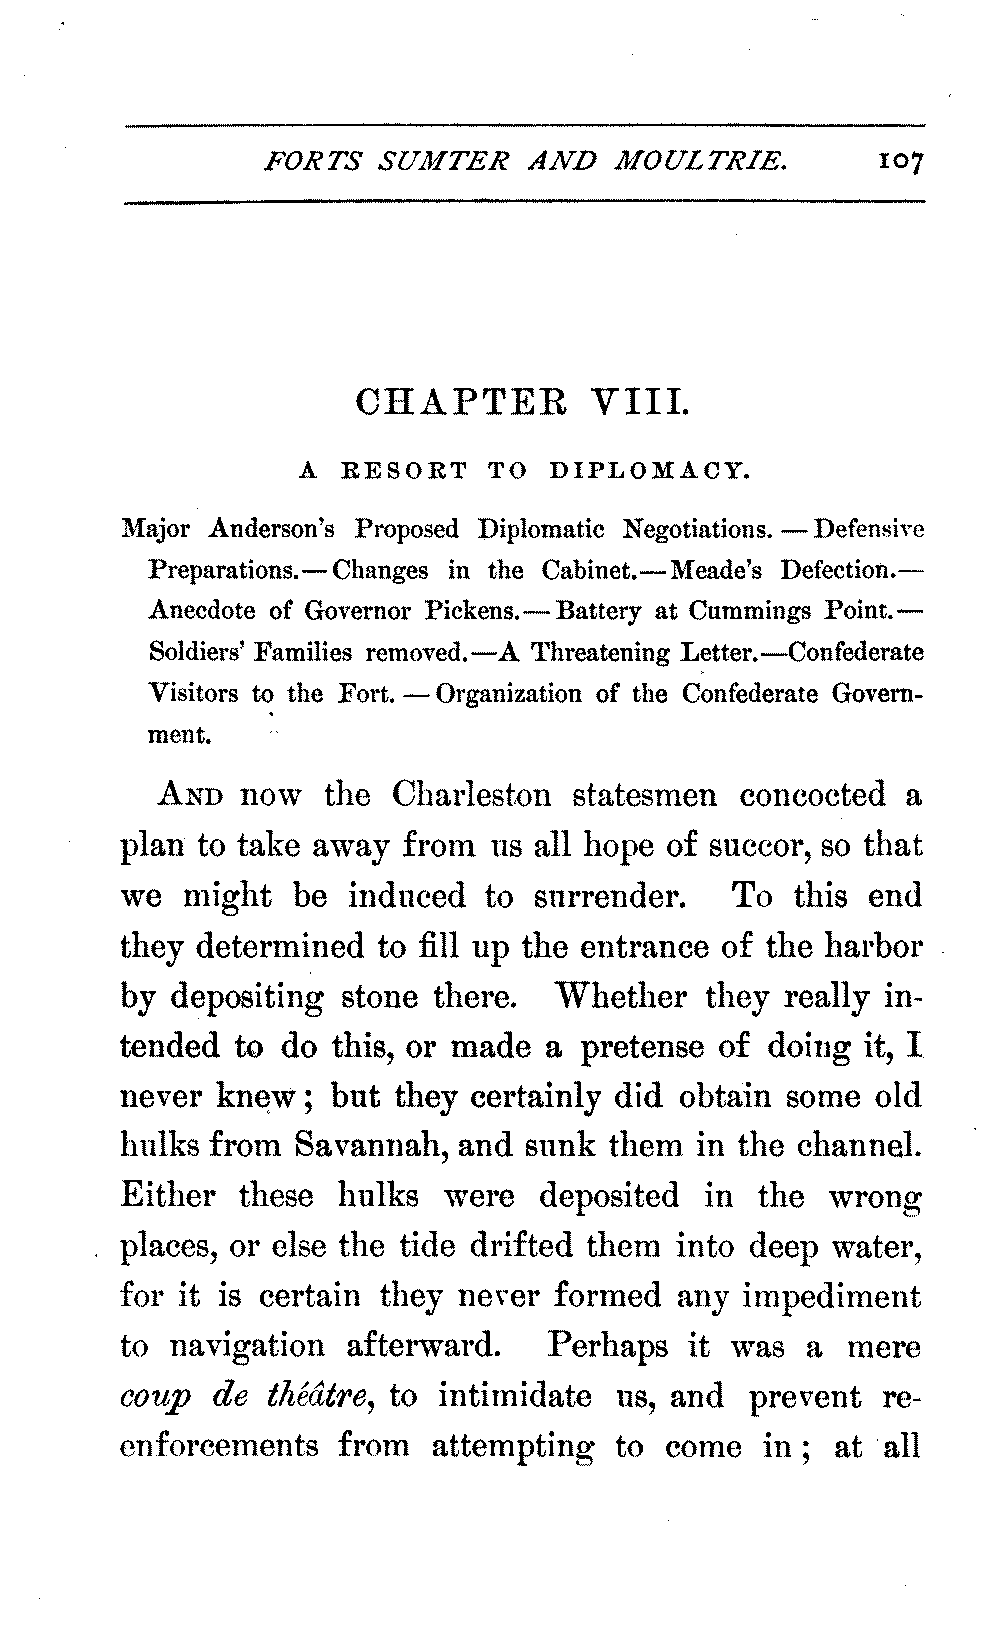 FORTS SUMTER AND MOULTRIE. 107
CHAPTER VIII.
A RESORT TO DIPLOMACY.
Major Anderson's Proposed Diplomatic Negotiations. — Defensive
Preparations.—Changes in the Cabinet.—Meade's Defection.—
Anecdote of Governor Pickens.—Battery at Cummings Point.—
Soldiers' Families removed.—A Threatening Letter.—Confederate
Visitors to the Fort. — Organization of the Confederate Govern-
ment.
AND now the Charleston statesmen concocted a
plan to take away from us all hope of succor, so that
we might be induced to surrender. To this end
they determined to fill up the entrance of the harbor
by depositing stone there. Whether they really in-
tended to do this, or made a pretense of doing it, I
never knew; but they certainly did obtain some old
hulks from Savannah, and sunk them in the channel.
Either these hulks were deposited in the wrong
places, or else the tide drifted them into deep water,
for it is certain they never formed any impediment
to navigation afterward. Perhaps it was a mere
coup de théâtre, to intimidate us, and prevent re-
enforcements from attempting to come in; at all